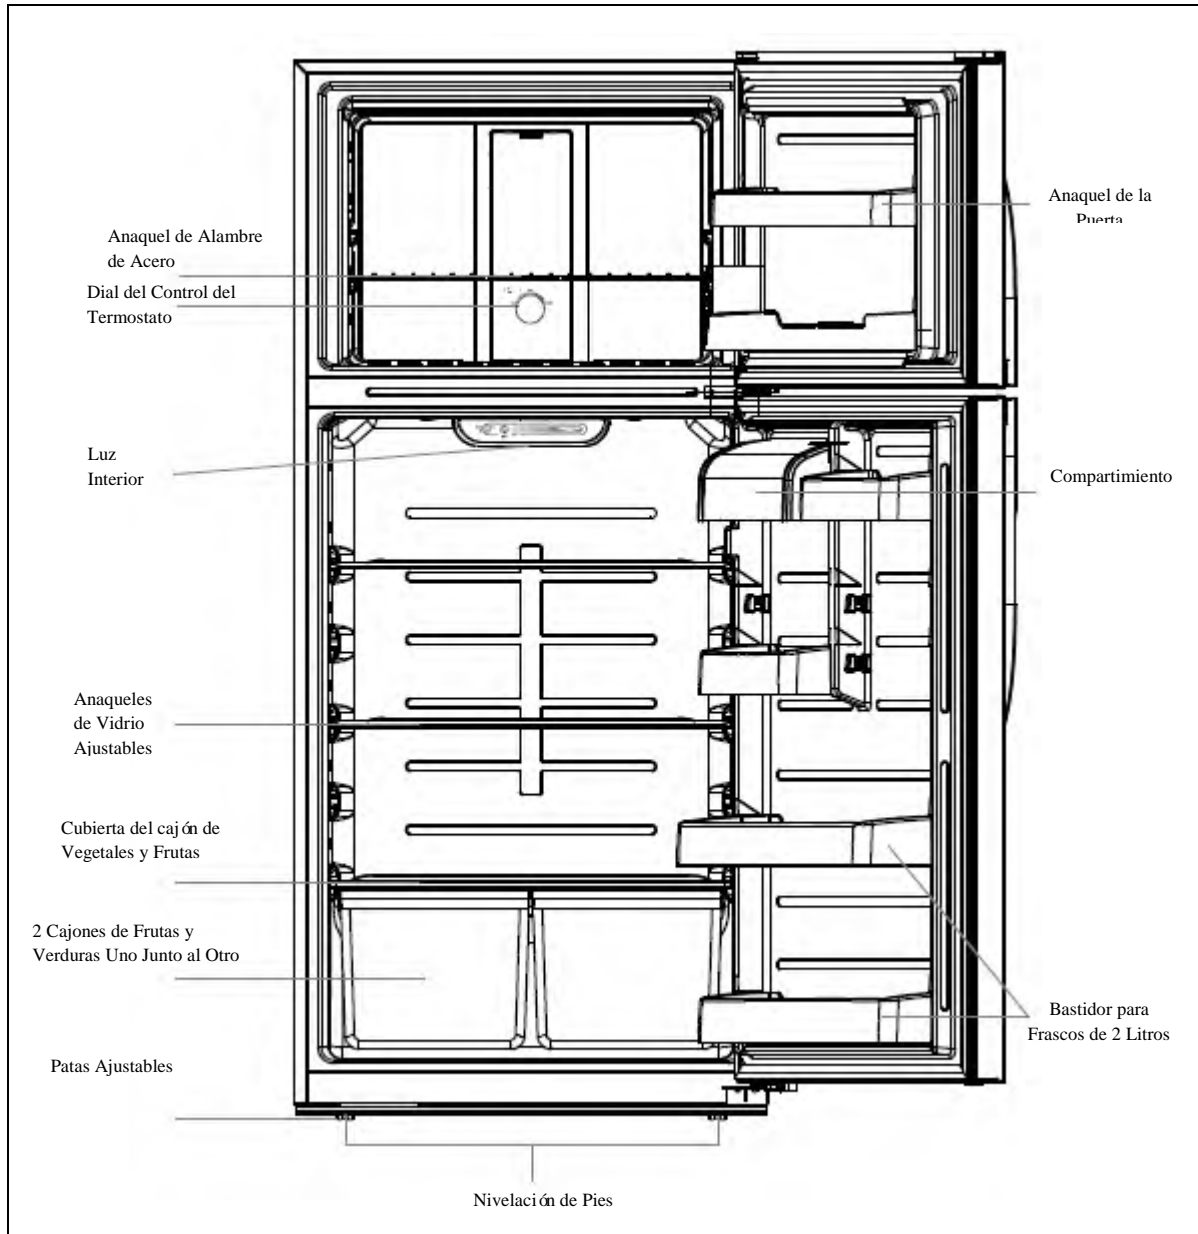 Anaquel de Alambre
de Acero
Dial del Control del
Termostato
Luz
Interior
Anaqueles
de Vidrio
Ajustables
Cubierta del cajón de
Vegetales y Frutas
2 Cajones de Frutas y
Verduras Uno Junto al Otro
Patas Ajustables
Nivelación de Pies
Anaquel de la
Puerta
Compartimiento
Bastidor para
Frascos de 2 Litros